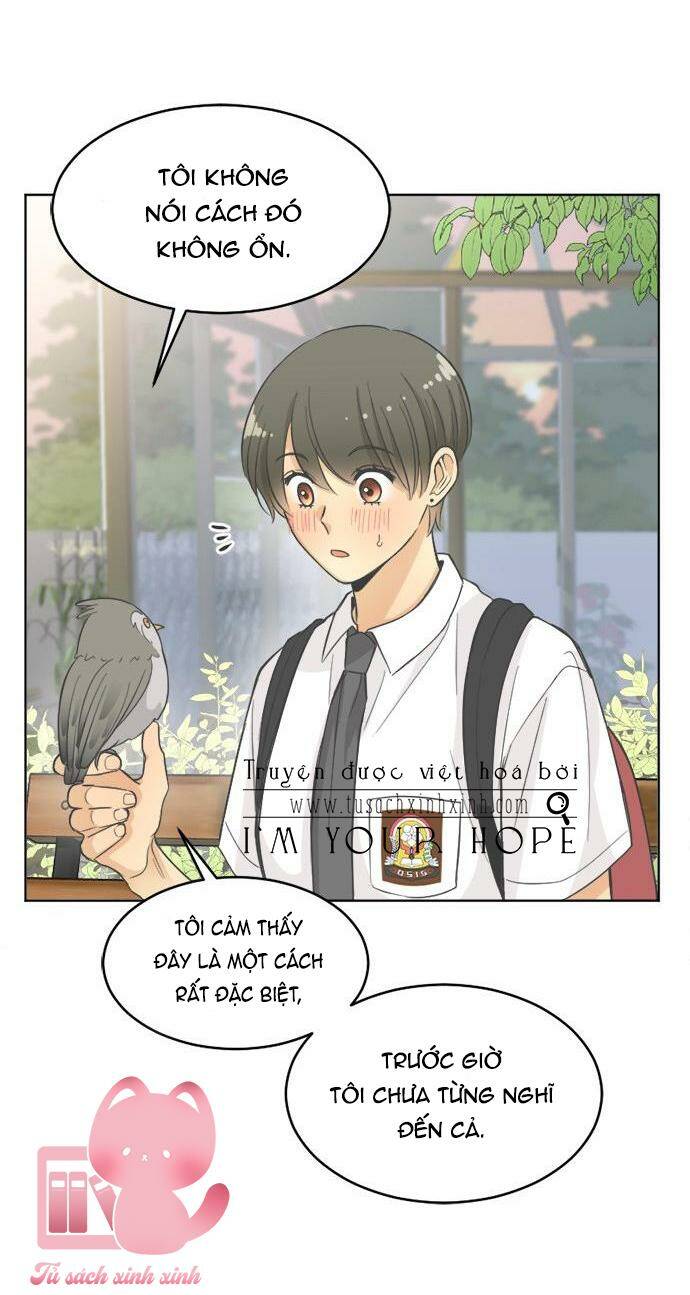 TÔI KHÔNG
NÓI CÁCH ĐÓ
KHÔNG ỔN.
Truyện được việt hoá bởi
www.tusachxinhxinh.com
I'M YOUR HOPE
OSIS
TÔI CẢM THẤY
ĐÂY LÀ MỘT CÁCH
RẤT ĐẶC BIỆT,
TRƯỚC GIỜ
TÔI CHƯA TỪNG NGHĨ
ĐẾN CẢ.
Tủ sách xinh xinh